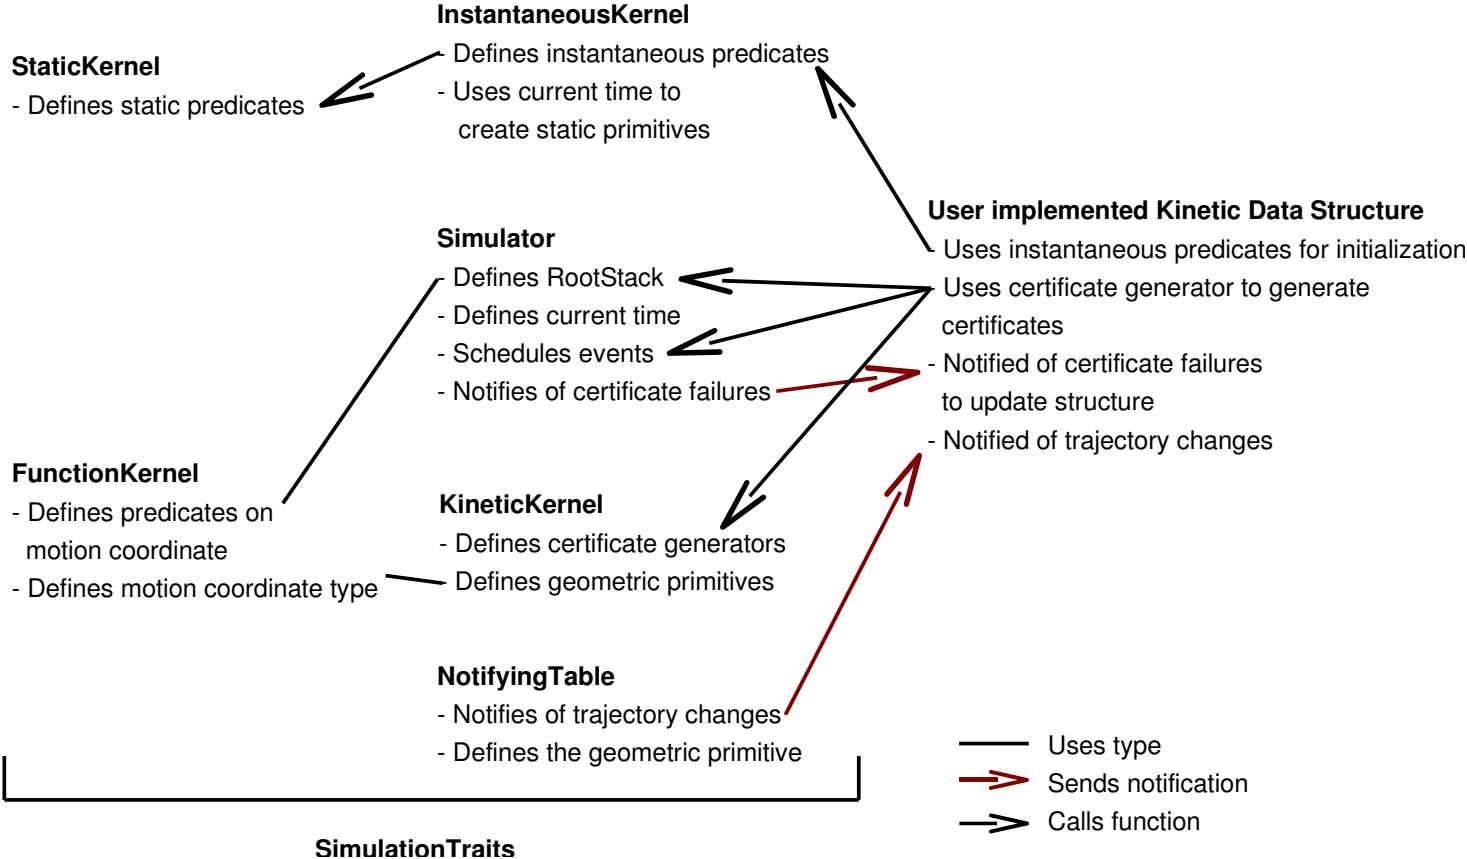 InstantaneousKernel
- Defines instantaneous predicates
- Uses current time to
create static primitives
StaticKernel
- Defines static predicates
User implemented Kinetic Data Structure
- Uses instantaneous predicates for initialization
- Uses certificate generator to generate
certificates
- Notified of certificate failures
to update structure
- Notified of trajectory changes
Simulator
- Defines RootStack
- Defines current time
- Schedules events
- Notifies of certificate failures
FunctionKernel
- Defines predicates on
motion coordinate
- Defines motion coordinate type
KineticKernel
- Defines certificate generators
- Defines geometric primitives
NotifyingTable
- Notifies of trajectory changes
- Defines the geometric primitive
Uses type
Sends notification
Calls function
SimulationTraits